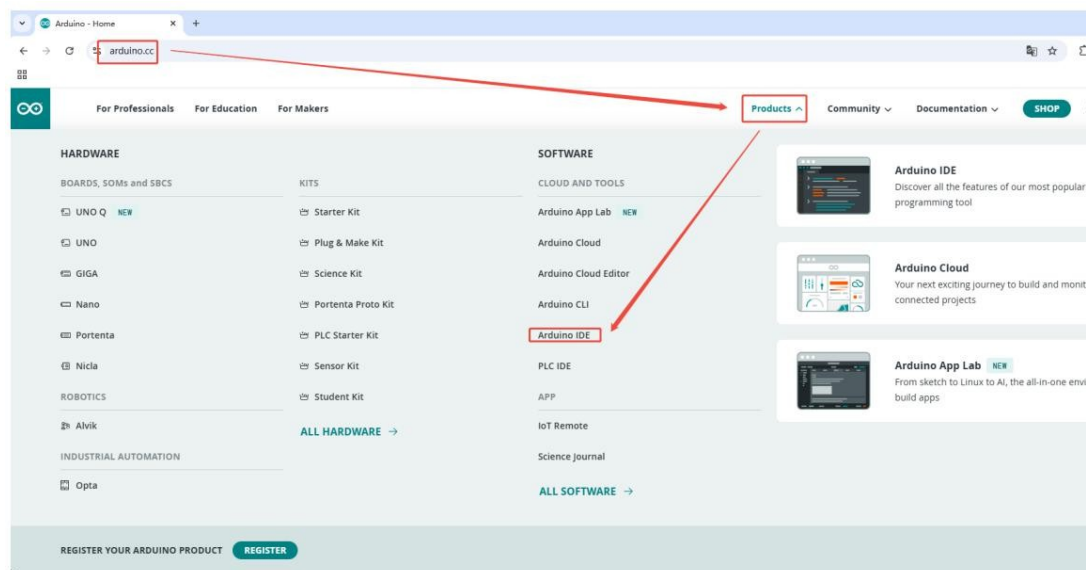 Arduino - Home
arduino.cc
For Professionals For Education For Makers Products Community Documentation SHOP
HARDWARE
BOARDS, SOMs and SBCS
UNO Q NEW
UNO
GIGA
Nano
Portenta
Nicla
ROBOTICS
Alvik
INDUSTRIAL AUTOMATION
Opta
KITS
Starter Kit
Plug & Make Kit
Science Kit
Portenta Proto Kit
PLC Starter Kit
Sensor Kit
Student Kit
ALL HARDWARE →
SOFTWARE
CLOUD AND TOOLS
Arduino App Lab NEW
Arduino Cloud
Arduino Cloud Editor
Arduino CLI
Arduino IDE
PLC IDE
APP
IoT Remote
Science Journal
ALL SOFTWARE →
Arduino IDE
Discover all the features of our most popular
programming tool
Arduino Cloud
Your next exciting journey to build and monit
connected projects
Arduino App Lab NEW
From sketch to Linux to AI, the all-in-one envi
build apps
REGISTER YOUR ARDUINO PRODUCT REGISTER